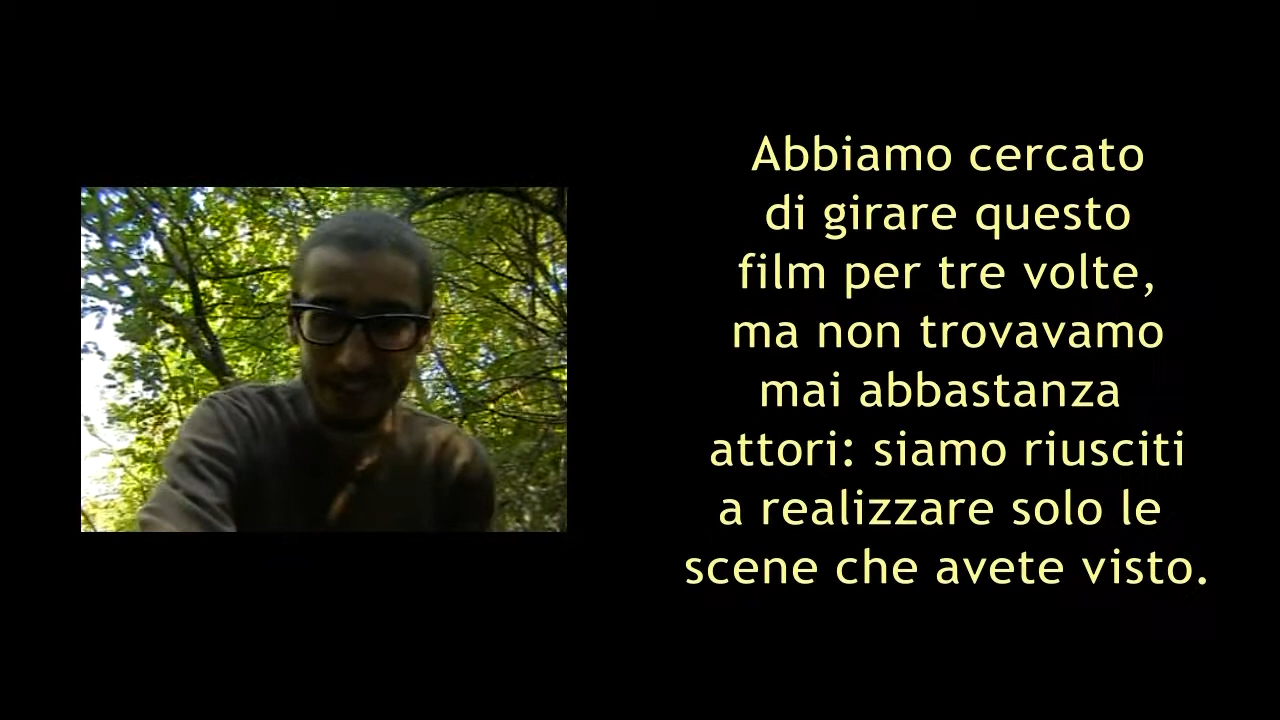 Abbiamo cercato
di girare questo
film per tre volte,
ma non trovavamo
mai abbastanza
attori: siamo riusciti
a realizzare solo le
scene che avete visto.